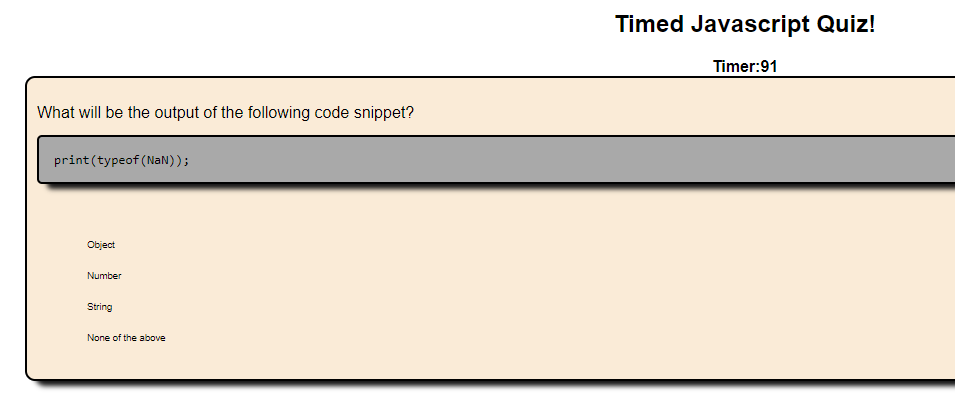 Timed Javascript Quiz!
Timer:91
What will be the output of the following code snippet?
print(typeof(NaN));
Object
Number
String
None of the above